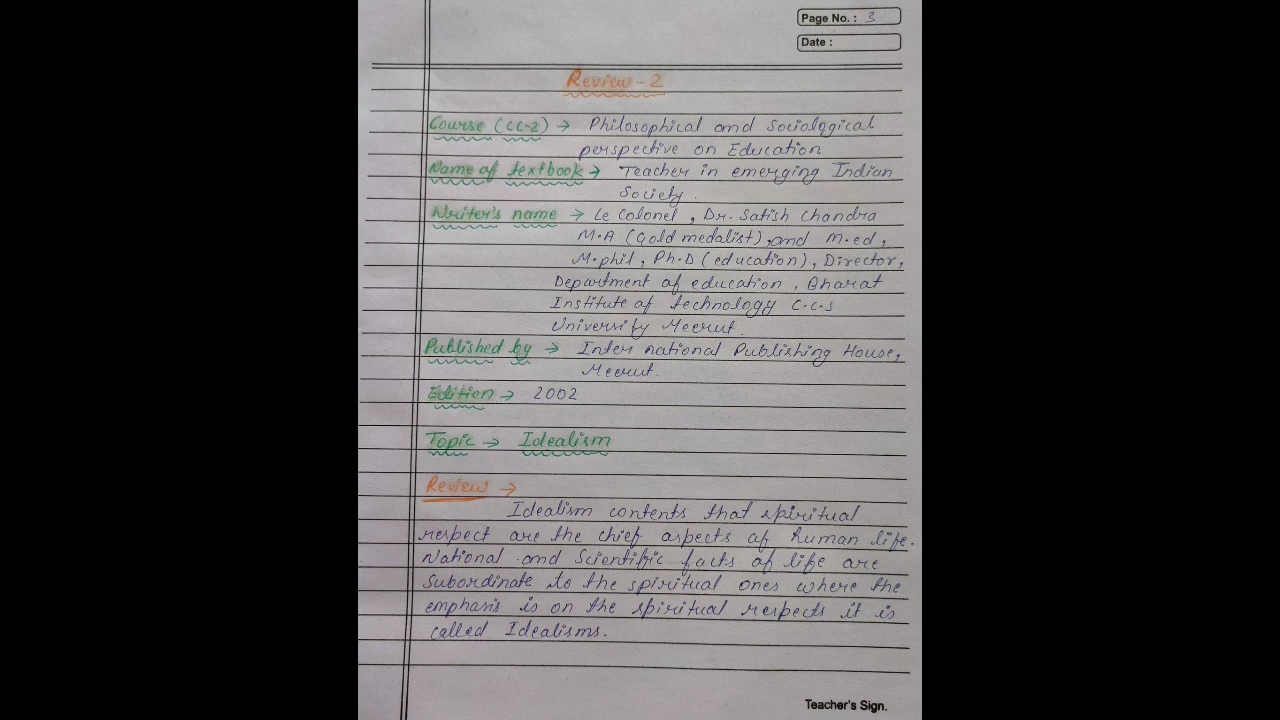 Page No. : 3
Date :
Review - 2
Course (CC-2) → Philosophical and Sociological
perspective on Education
Name of textbook → Teacher in emerging Indian
Society.
Writer's name → Le Colonel, Dr. Satish Chandra
M.A (Gold medalist), and M.ed,
M.phil, Ph.D (education), Director,
Department of education, Bharat
Institute of technology C.C.S
University Meerut.
Published by → Inter national Publishing House,
Meerut.
Edition → 2002
Topic → Idealism
Review →
Idealism contents that spiritual
respect are the chief aspects of human life.
National and Scientific facts of life are
subordinate to the spiritual ones where the
emphasis is on the spiritual respects it is
called Idealisms.
Teacher's Sign.